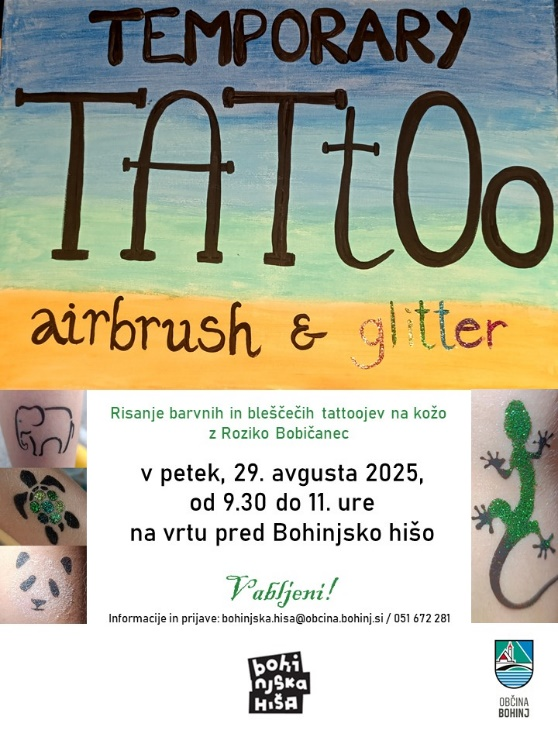 TEMPORARY
TATtOo
airbrush & glitter
Risanje barvnih in bleščečih tattoojev na kožo
z Roziko Bobičanec
v petek, 29. avgusta 2025,
od 9.30 do 11. ure
na vrtu pred Bohinjsko hišo
Vabljeni!
Informacije in prijave: bohinjska.hisa@obcina.bohinj.si / 051 672 281
bohi
njska
hiša
OBČINA
BOHINJ